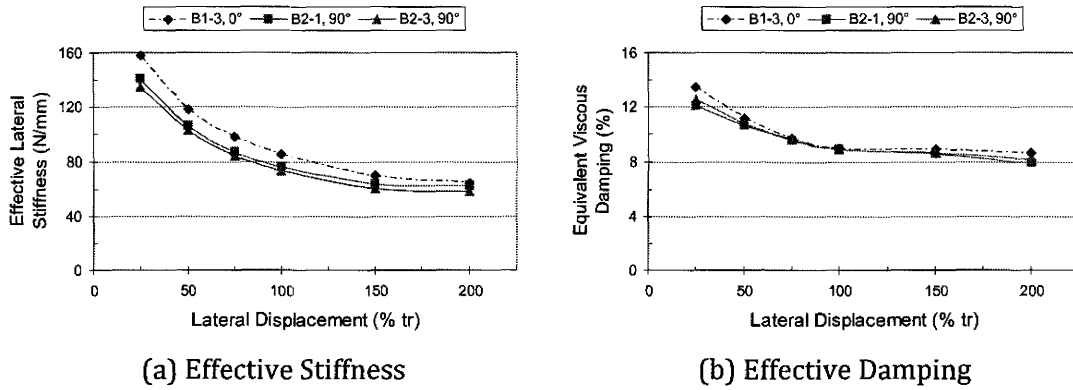 B1-3, 0° B2-1, 90° B2-3, 90°
160
120
80
40
0
Effective Lateral
Stiffness (N/mm)
0 50 100 150 200
Lateral Displacement (% tr)
(a) Effective Stiffness
B1-3, 0° B2-1, 90° B2-3, 90°
16
12
8
4
0
Equivalent Viscous
Damping (%)
0 50 100 150 200
Lateral Displacement (% tr)
(b) Effective Damping